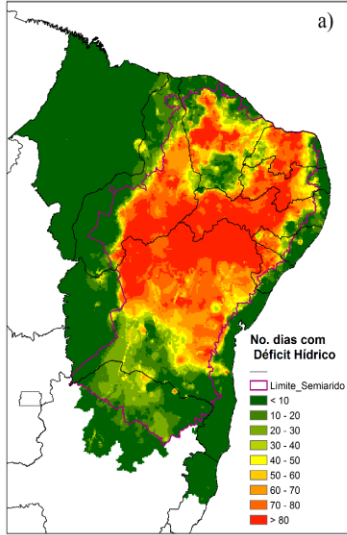 a)
No. dias com
Déficit Hídrico
Limite_Semiarido
< 10
10 - 20
20 - 30
30 - 40
40 - 50
50 - 60
60 - 70
70 - 80
> 80